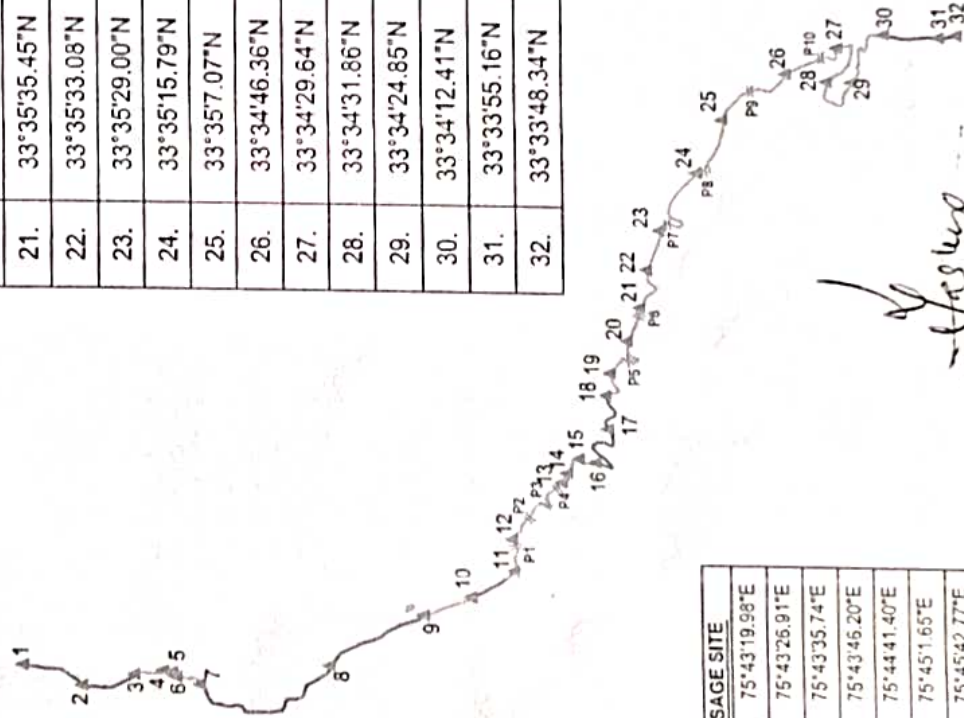 21. 33°35'35.45"N
22. 33°35'33.08"N
23. 33°35'29.00"N
24. 33°35'15.79"N
25. 33°35'7.07"N
26. 33°34'46.36"N
27. 33°34'29.64"N
28. 33°34'31.86"N
29. 33°34'24.85"N
30. 33°34'12.41"N
31. 33°33'55.16"N
32. 33°33'48.34"N
1
2
3
4
5
6
8
9
10
11
P1
12
P2
P3
13
14
P4
15
16
17
18
19
P5
20
21
P6
22
23
P7
24
P8
25
P9
26
P10
28
27
29
30
31
32
SAGE SITE
75°43'19.98"E
75°43'26.91"E
75°43'35.74"E
75°43'46.20"E
75°44'41.40"E
75°45'1.65"E
75°45'42.77"E